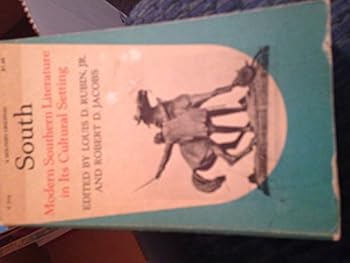 South
Modern Southern Literature
in Its Cultural Setting
EDITED BY LOUIS D. RUBIN, JR.
AND ROBERT D. JACOBS